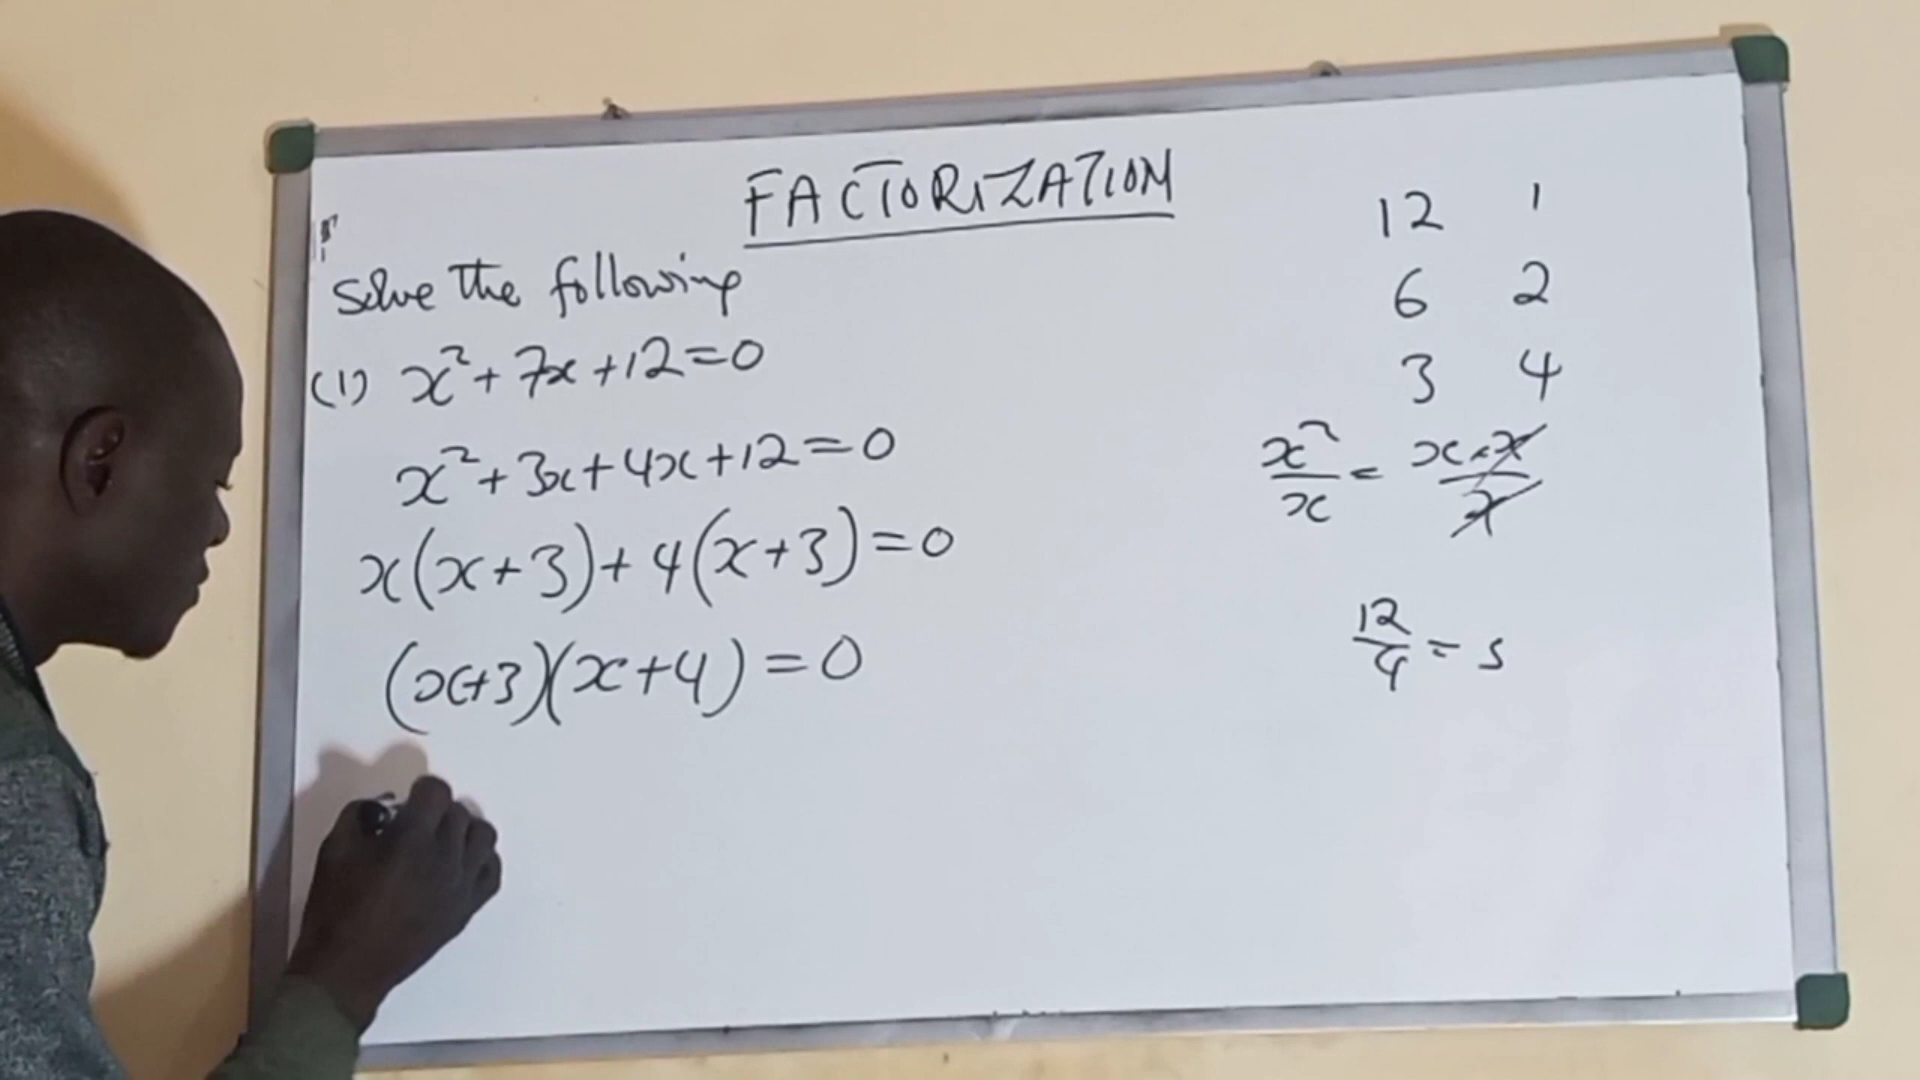 FACTORIZATION
Solve the following
(1) x²+7x+12=0
x²+3x+4x+12=0
x(x+3)+4(x+3)=0
(x+3)(x+4)=0
12 1
6 2
3 4
x²/x = x·x/x
12/4 = 3